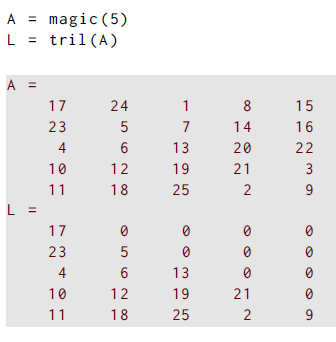 A = magic(5)
L = tril(A)
A =
17 24 1 8 15
23 5 7 14 16
4 6 13 20 22
10 12 19 21 3
11 18 25 2 9
L =
17 0 0 0 0
23 5 0 0 0
4 6 13 0 0
10 12 19 21 0
11 18 25 2 9